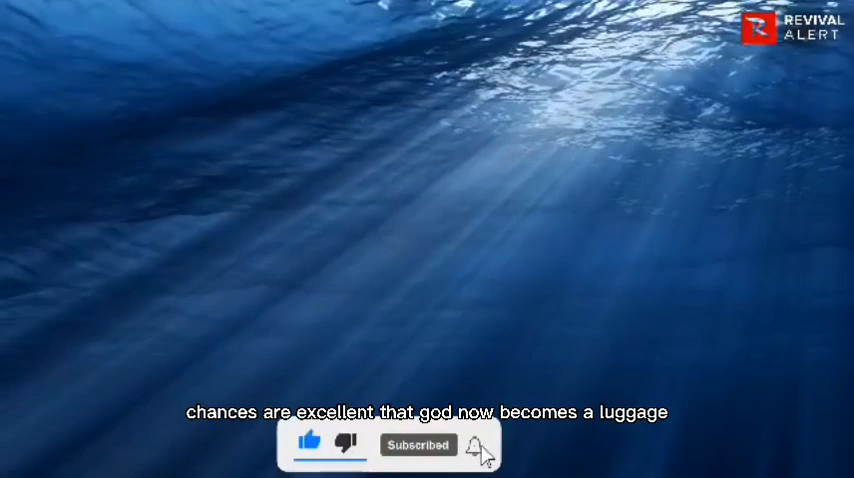 REVIVAL
ALERT
chances are excellent that god now becomes a luggage
Subscribed